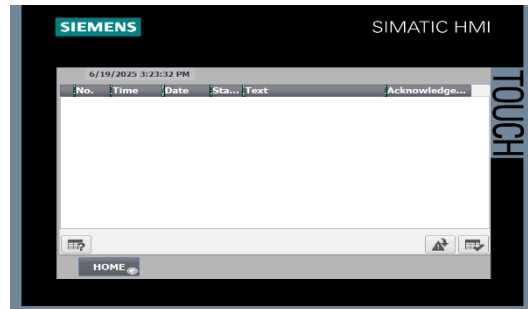 SIEMENS
SIMATIC HMI
TOUCH
6/19/2025 3:23:32 PM
No. Time Date Sta... Text Acknowledge...
?
HOME